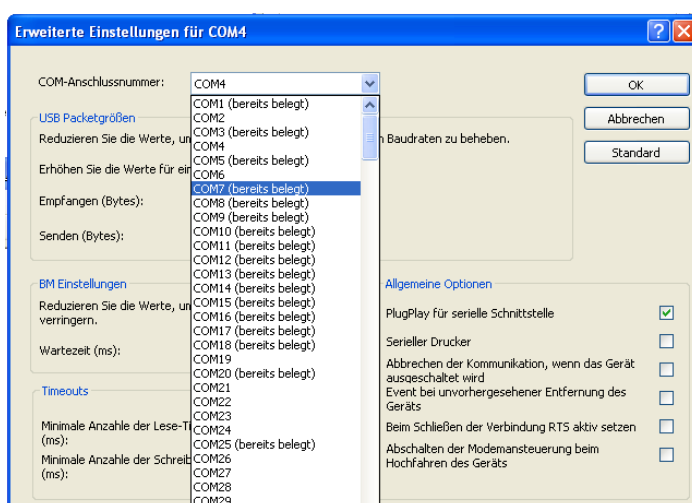 Erweiterte Einstellungen für COM4
COM-Anschlussnummer:
COM4
OK
Abbrechen
Standard
COM1 (bereits belegt)
COM2
COM3 (bereits belegt)
COM4
COM5 (bereits belegt)
COM6
COM7 (bereits belegt)
COM8 (bereits belegt)
COM9 (bereits belegt)
COM10 (bereits belegt)
COM11 (bereits belegt)
COM12 (bereits belegt)
COM13 (bereits belegt)
COM14 (bereits belegt)
COM15 (bereits belegt)
COM16 (bereits belegt)
COM17 (bereits belegt)
COM18 (bereits belegt)
COM19
COM20 (bereits belegt)
COM21
COM22
COM23
COM24
COM25 (bereits belegt)
COM26
COM27
COM28
COM29
USB Packetgrößen
Reduzieren Sie die Werte, un
n Baudraten zu beheben.
Erhöhen Sie die Werte für ein
Empfangen (Bytes):
Senden (Bytes):
BM Einstellungen
Reduzieren Sie die Werte, un
verringern.
Wartezeit (ms):
Timeouts
Minimale Anzahle der Lese-Ti
(ms):
Minimale Anzahle der Schreib
(ms):
Allgemeine Optionen
PlugPlay für serielle Schnittstelle
Serieller Drucker
Abbrechen der Kommunikation, wenn das Gerät
ausgeschaltet wird
Event bei unvorhergesehener Entfernung des
Geräts
Beim Schließen der Verbindung RTS aktiv setzen
Abschalten der Modemansteuerung beim
Hochfahren des Geräts